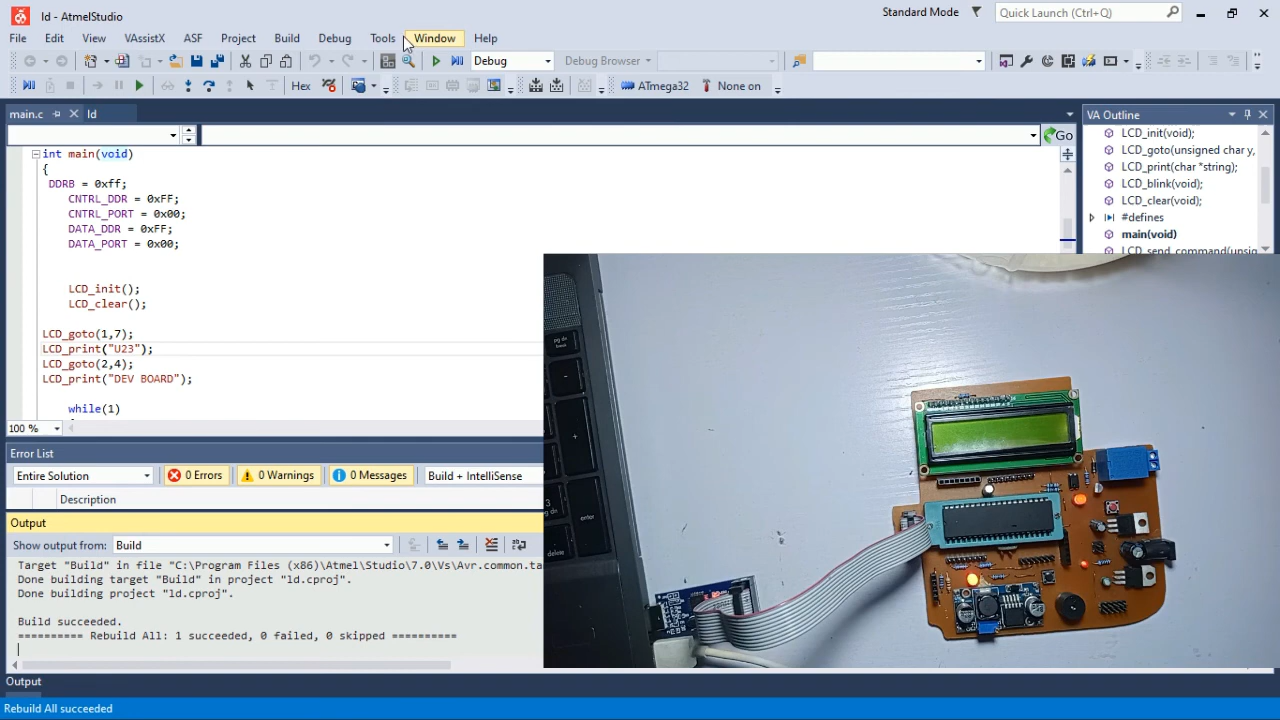 ld - AtmelStudio
Standard Mode
Quick Launch (Ctrl+Q)
File Edit View VAssistX ASF Project Build Debug Tools Window Help
Debug
Debug Browser
Hex
ATmega32
None on
main.c
ld
VA Outline
Go
LCD_init(void);
LCD_goto(unsigned char y,
LCD_print(char *string);
LCD_blink(void);
LCD_clear(void);
#defines
main(void)
LCD_send_command(unsig
int main(void)
{
DDRB = 0xff;
CNTRL_DDR = 0xFF;
CNTRL_PORT = 0x00;
DATA_DDR = 0xFF;
DATA_PORT = 0x00;
LCD_init();
LCD_clear();
LCD_goto(1,7);
LCD_print("U23");
LCD_goto(2,4);
LCD_print("DEV BOARD");
while(1)
100 %
Error List
Entire Solution
0 Errors
0 Warnings
0 Messages
Build + IntelliSense
Description
Output
Show output from: Build
Target "Build" in file "C:\Program Files (x86)\Atmel\Studio\7.0\Vs\Avr.common.tar
Done building target "Build" in project "ld.cproj".
Done building project "ld.cproj".
Build succeeded.
========== Rebuild All: 1 succeeded, 0 failed, 0 skipped ==========
Output
Rebuild All succeeded
pg dn
enter
delete